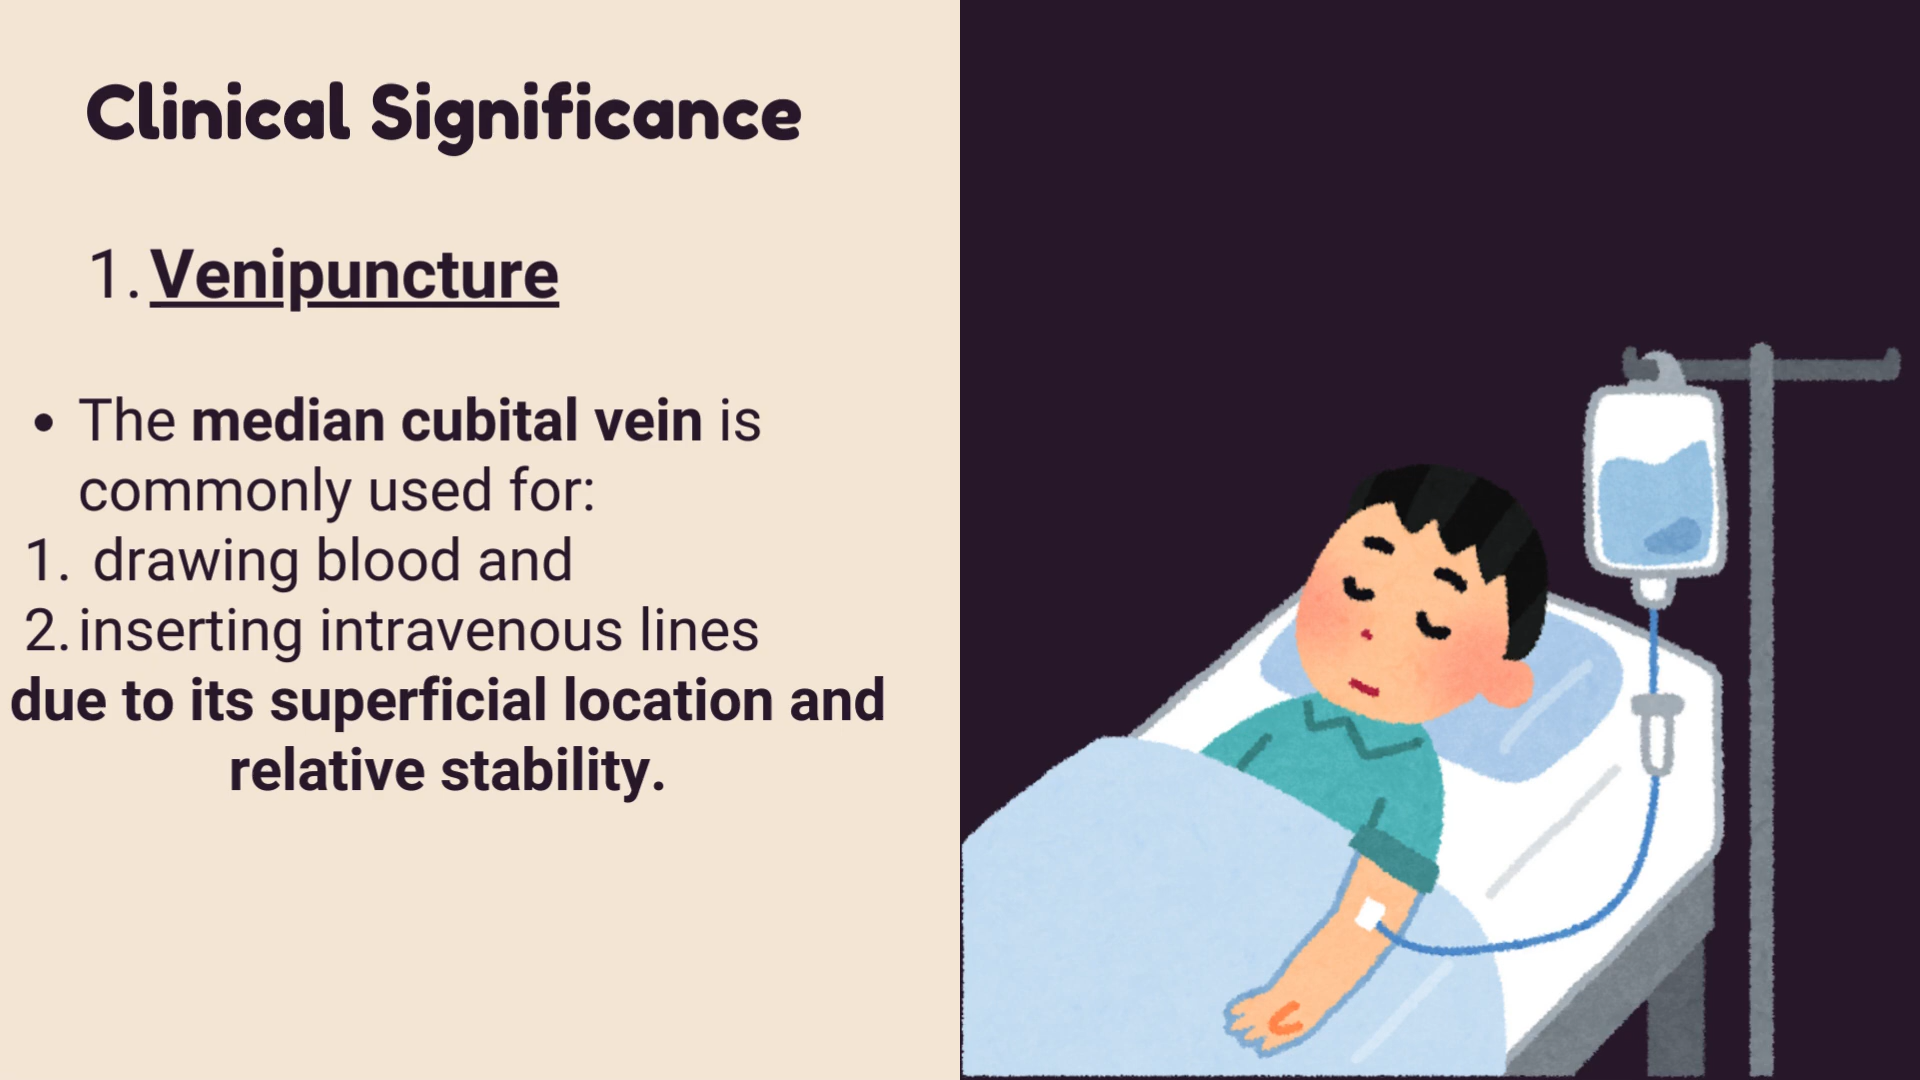 Clinical Significance
1. Venipuncture
• The median cubital vein is
commonly used for:
1. drawing blood and
2. inserting intravenous lines
due to its superficial location and
relative stability.